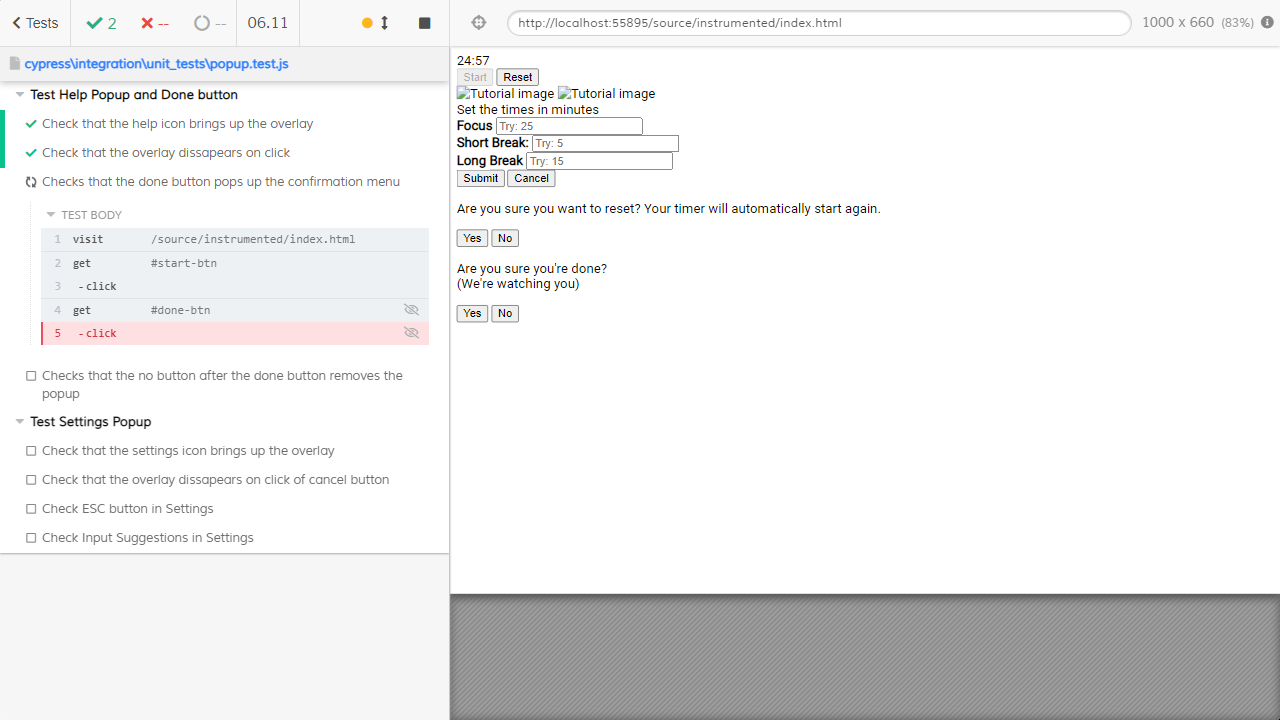 Tests 2 -- -- 06.11
cypress\integration\unit_tests\popup.test.js
Test Help Popup and Done button
Check that the help icon brings up the overlay
Check that the overlay dissapears on click
Checks that the done button pops up the confirmation menu
TEST BODY
1 visit /source/instrumented/index.html
2 get #start-btn
3 -click
4 get #done-btn
5 -click
Checks that the no button after the done button removes the
popup
Test Settings Popup
Check that the settings icon brings up the overlay
Check that the overlay dissapears on click of cancel button
Check ESC button in Settings
Check Input Suggestions in Settings
http://localhost:55895/source/instrumented/index.html 1000 x 660 (83%)
24:57
Start Reset
Tutorial image Tutorial image
Set the times in minutes
Focus Try: 25
Short Break: Try: 5
Long Break Try: 15
Submit Cancel
Are you sure you want to reset? Your timer will automatically start again.
Yes No
Are you sure you're done?
(We're watching you)
Yes No